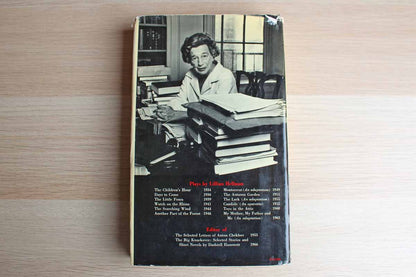 Plays by Lillian Hellman
The Children's Hour 1934
Days to Come 1936
The Little Foxes 1939
Watch on the Rhine 1941
The Searching Wind 1944
Another Part of the Forest 1946
Montserrat (An adaptation) 1949
The Autumn Garden 1951
The Lark (An adaptation) 1955
Candide (An adaptation)
Toys in the Attic 1960
My Mother, My Father and
Me (An adaptation) 1963
Editor of
The Selected Letters of Anton Chekhov 1955
The Big Knockover: Selected Stories and
Short Novels by Dashiell Hammett 1966